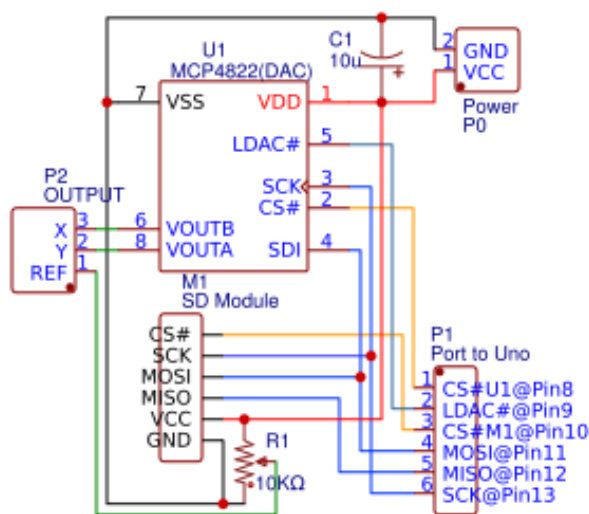 U1
MCP4822(DAC)
C1
10u
2 GND
1 VCC
Power
P0
7 VSS
VDD 1
LDAC# 5
SCK 3
CS# 2
SDI 4
VOUTB 6
VOUTA 8
P2
OUTPUT
X 3
Y 2
REF 1
M1
SD Module
CS#
SCK
MOSI
MISO
VCC
GND
R1
10KΩ
P1
Port to Uno
1 CS#U1@Pin8
2 LDAC#@Pin9
3 CS#M1@Pin10
4 MOSI@Pin11
5 MISO@Pin12
6 SCK@Pin13